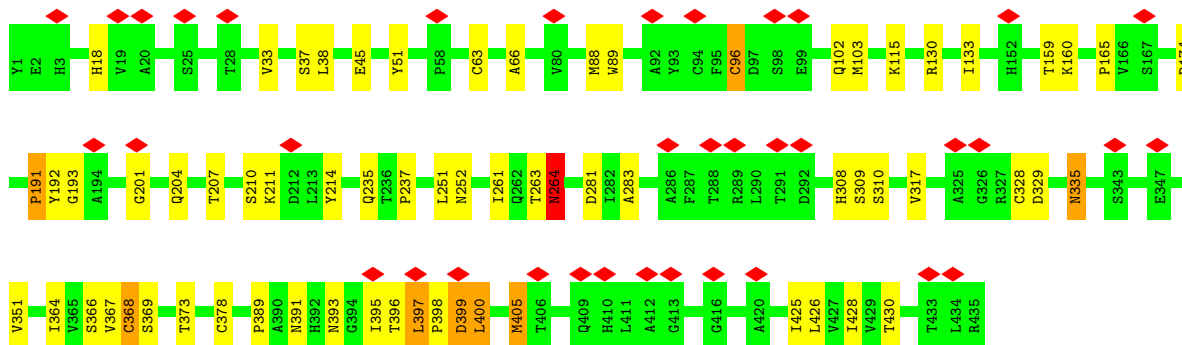 Y1 E2 H3 H18 V19 A20 S25 T28 V33 S37 L38 E45 Y51 P58 C63 A66 V80 M88 W89 A92 Y93 C94 F95 C96 D97 S98 E99 Q102 M103 K115 R130 I133 H152 T159 K160 P165 V166 S167
P191 Y192 G193 A194 G201 Q204 T207 S210 K211 D212 L213 Y214 Q235 T236 P237 L251 N252 I261 Q262 T263 N264 D281 I282 A283 A286 F287 T288 R289 L290 T291 D292 H308 S309 S310 V317 A325 G326 R327 C328 D329 N335 S343 E347
V351 I364 V365 S366 V367 C368 S369 T373 C378 P389 A390 N391 H392 N393 G394 I395 T396 L397 P398 D399 L400 M405 T406 Q409 H410 L411 A412 G413 G416 A420 I425 L426 V427 I428 V429 T430 T433 L434 R435